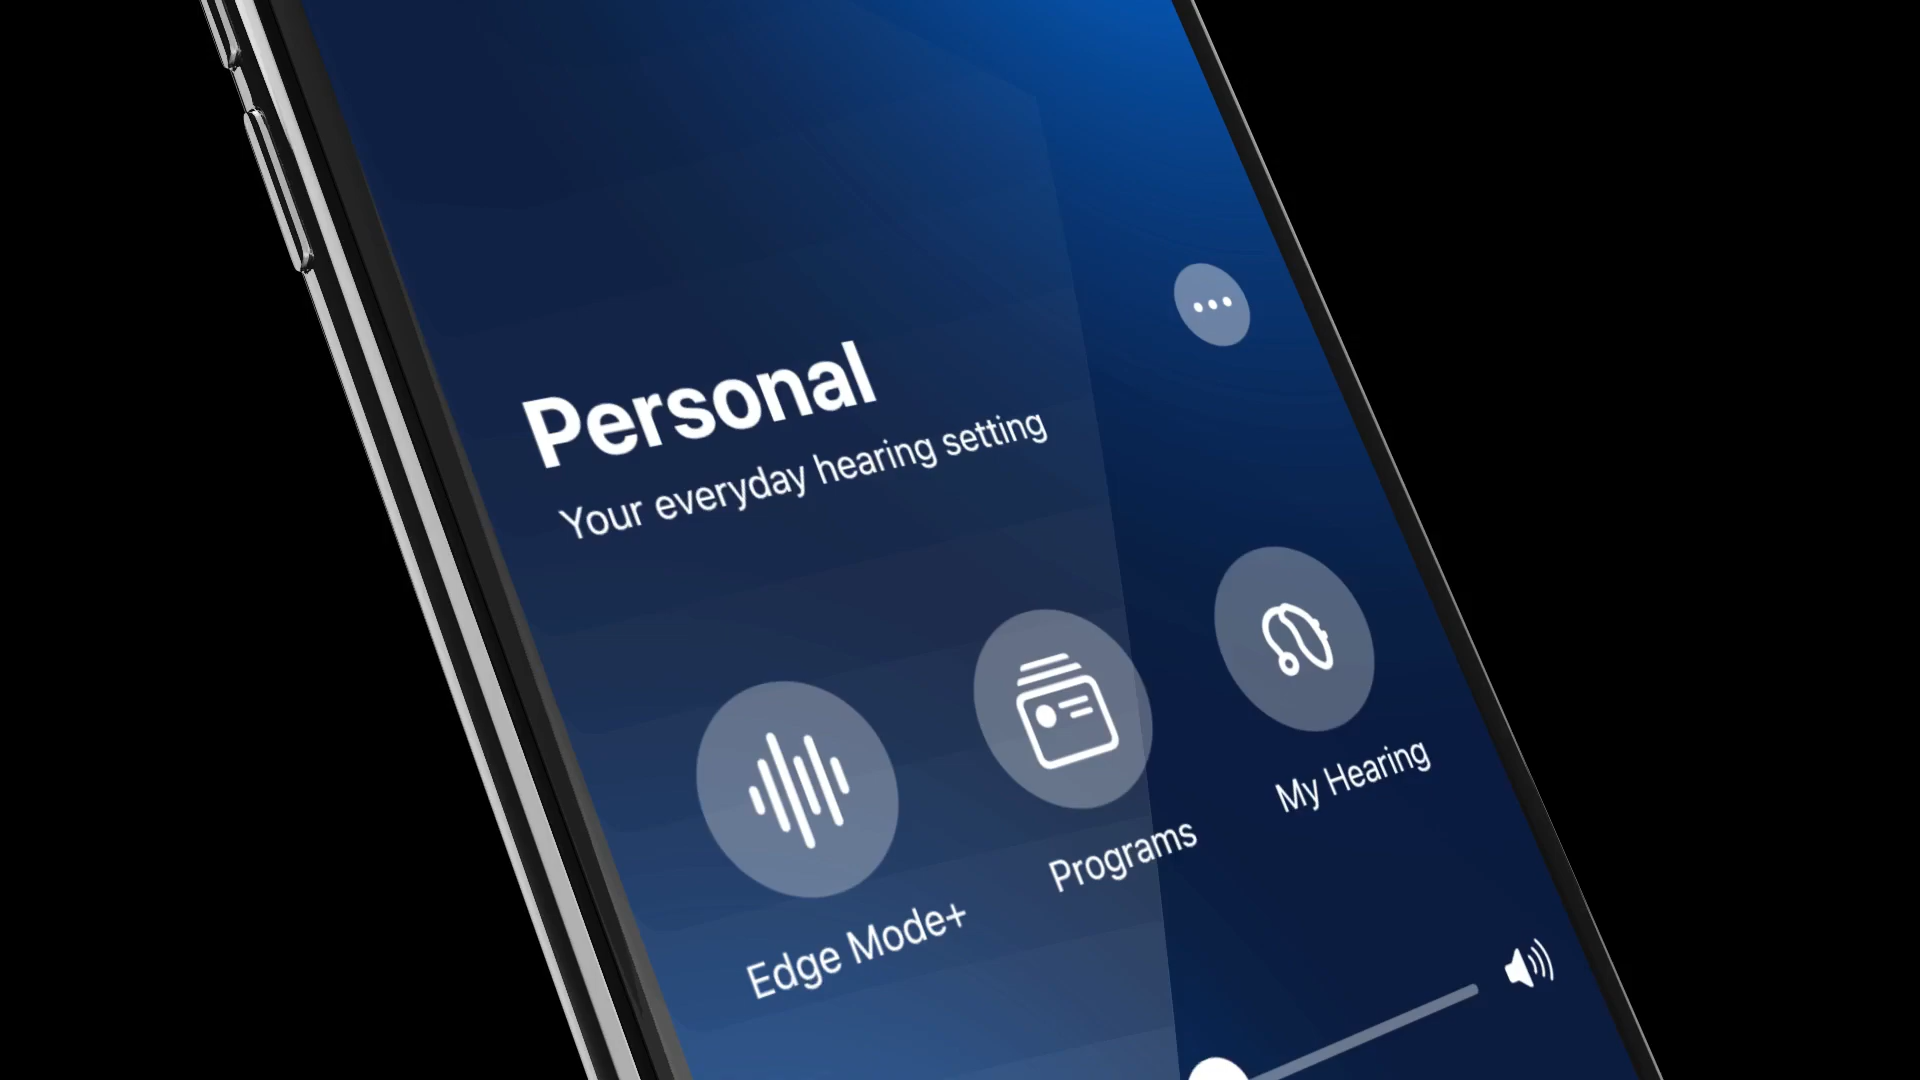 Personal
Your everyday hearing setting
Edge Mode+
Programs
My Hearing